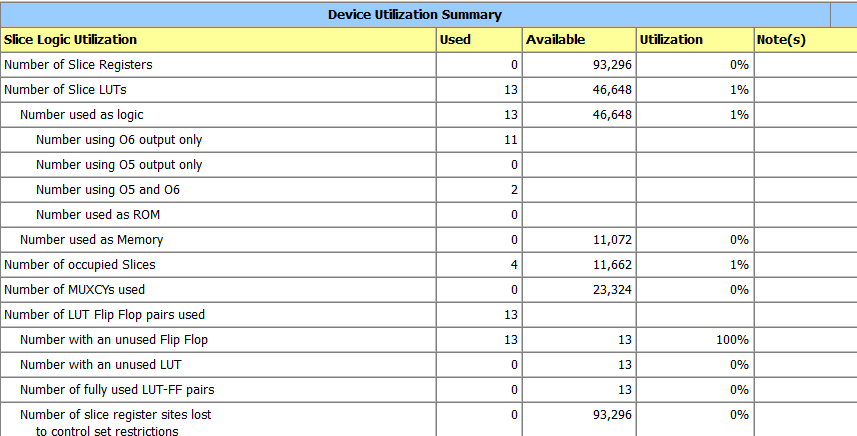 Device Utilization Summary
Slice Logic Utilization Used Available Utilization Note(s)
Number of Slice Registers 0 93,296 0%
Number of Slice LUTs 13 46,648 1%
Number used as logic 13 46,648 1%
Number using O6 output only 11
Number using O5 output only 0
Number using O5 and O6 2
Number used as ROM 0
Number used as Memory 0 11,072 0%
Number of occupied Slices 4 11,662 1%
Number of MUXCYs used 0 23,324 0%
Number of LUT Flip Flop pairs used 13
Number with an unused Flip Flop 13 13 100%
Number with an unused LUT 0 13 0%
Number of fully used LUT-FF pairs 0 13 0%
Number of slice register sites lost 0 93,296 0%
to control set restrictions